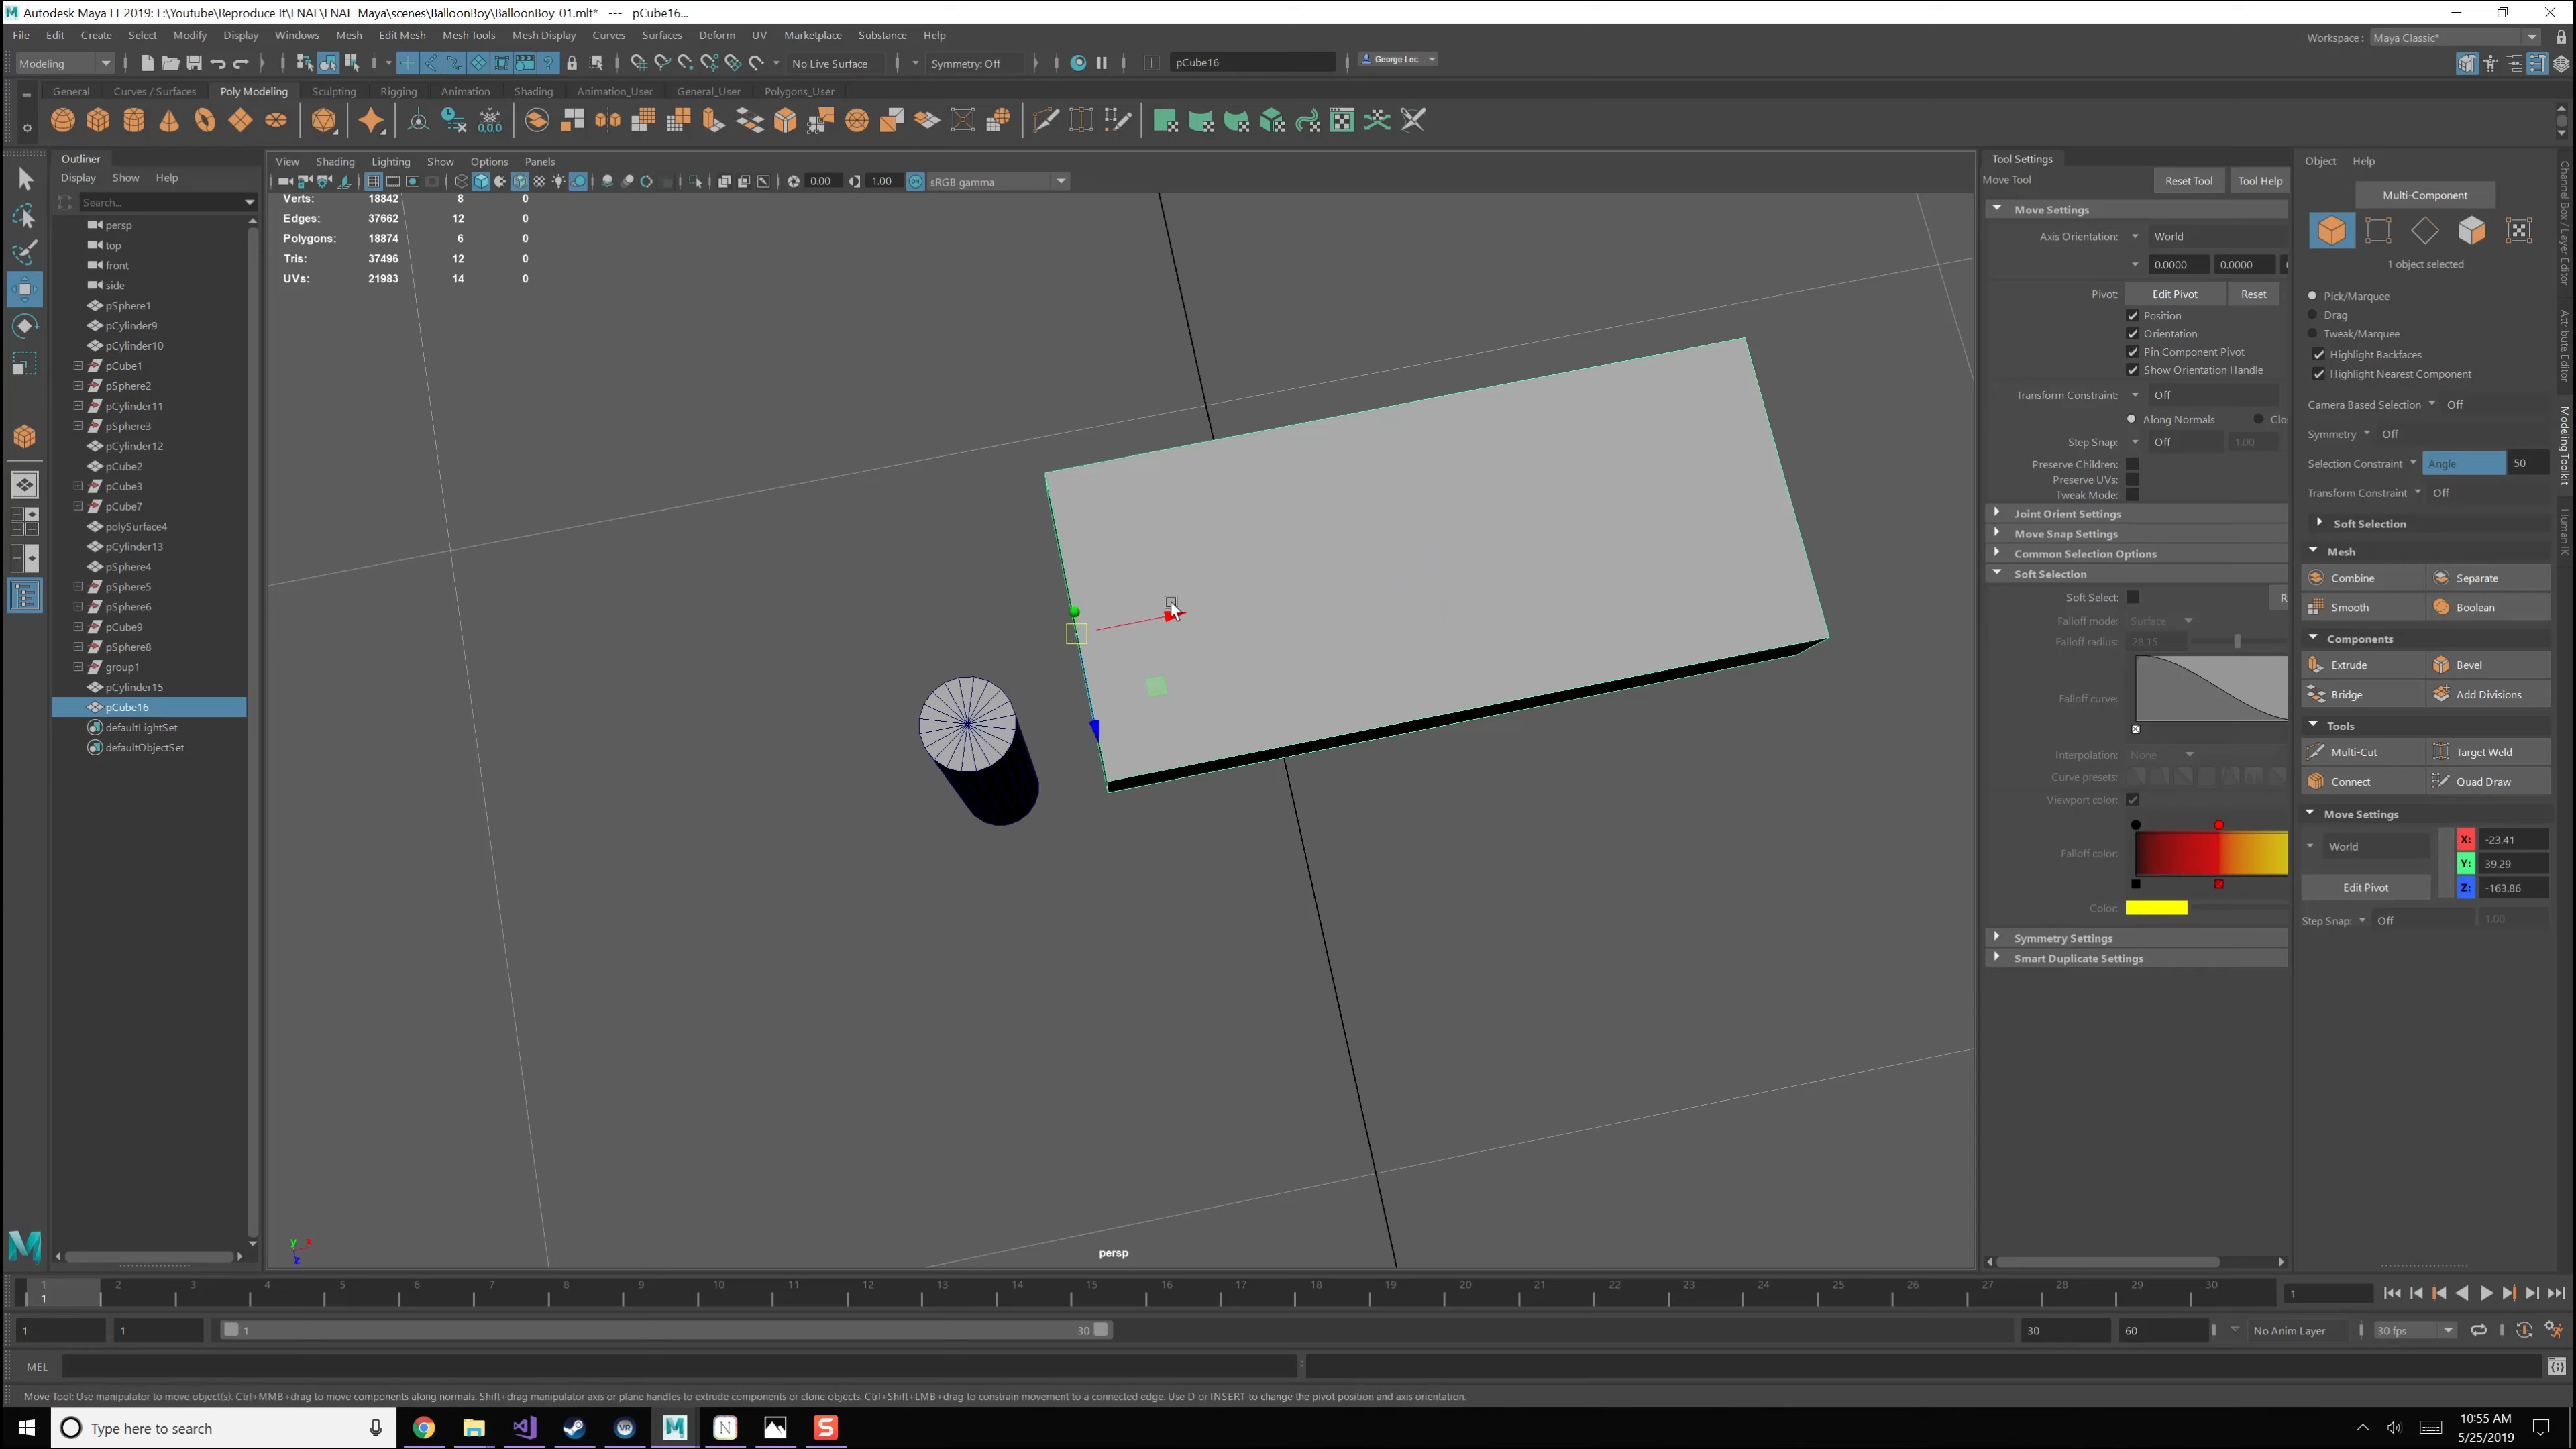 Autodesk Maya LT 2019: E:\Youtube\Reproduce It\FNAF\FNAF_Maya\scenes\BalloonBoy\BalloonBoy_01.mlt* --- pCube16...
File Edit Create Select Modify Display Windows Mesh Edit Mesh Mesh Tools Mesh Display Curves Surfaces Deform UV Marketplace Substance Help
Workspace : Maya Classic*
Modeling No Live Surface Symmetry: Off pCube16 George Lec...
General Curves / Surfaces Poly Modeling Sculpting Rigging Animation Shading Animation_User General_User Polygons_User
Outliner
Display Show Help
Search...
persp
top
front
side
pSphere1
pCylinder9
pCylinder10
pCube1
pSphere2
pCylinder11
pSphere3
pCylinder12
pCube2
pCube3
pCube7
polySurface4
pCylinder13
pSphere4
pSphere5
pSphere6
pCube9
pSphere8
group1
pCylinder15
pCube16
defaultLightSet
defaultObjectSet
View Shading Lighting Show Options Panels
0.00 1.00 ON sRGB gamma
Verts: 18842 8 0
Edges: 37662 12 0
Polygons: 18874 6 0
Tris: 37496 12 0
UVs: 21983 14 0
y x
z
persp
Tool Settings
Move Tool Reset Tool Tool Help
Move Settings
Axis Orientation: World
0.0000 0.0000
Pivot: Edit Pivot Reset
Position
Orientation
Pin Component Pivot
Show Orientation Handle
Transform Constraint: Off
Along Normals Clo
Step Snap: Off 1.00
Preserve Children:
Preserve UVs:
Tweak Mode:
Joint Orient Settings
Move Snap Settings
Common Selection Options
Soft Selection
Soft Select: R
Falloff mode: Surface
Falloff radius: 28.15
Falloff curve:
Interpolation: None
Curve presets:
Viewport color:
Falloff color:
Color:
Symmetry Settings
Smart Duplicate Settings
Object Help
Multi-Component
1 object selected
Pick/Marquee
Drag
Tweak/Marquee
Highlight Backfaces
Highlight Nearest Component
Camera Based Selection Off
Symmetry Off
Selection Constraint Angle 50
Transform Constraint Off
Soft Selection
Mesh
Combine Separate
Smooth Boolean
Components
Extrude Bevel
Bridge Add Divisions
Tools
Multi-Cut Target Weld
Connect Quad Draw
Move Settings
World X: -23.41
Y: 39.29
Edit Pivot Z: -163.86
Step Snap: Off 1.00
Channel Box / Layer Editor
Attribute Editor
Modeling Toolkit
Human IK
1 2 3 4 5 6 7 8 9 10 11 12 13 14 15 16 17 18 19 20 21 22 23 24 25 26 27 28 29 30
1 1
1 1 1 30 30 60 No Anim Layer 30 fps
MEL
Move Tool: Use manipulator to move object(s). Ctrl+MMB+drag to move components along normals. Shift+drag manipulator axis or plane handles to extrude components or clone objects. Ctrl+Shift+LMB+drag to constrain movement to a connected edge. Use D or INSERT to change the pivot position and axis orientation.
Type here to search
10:55 AM
5/25/2019